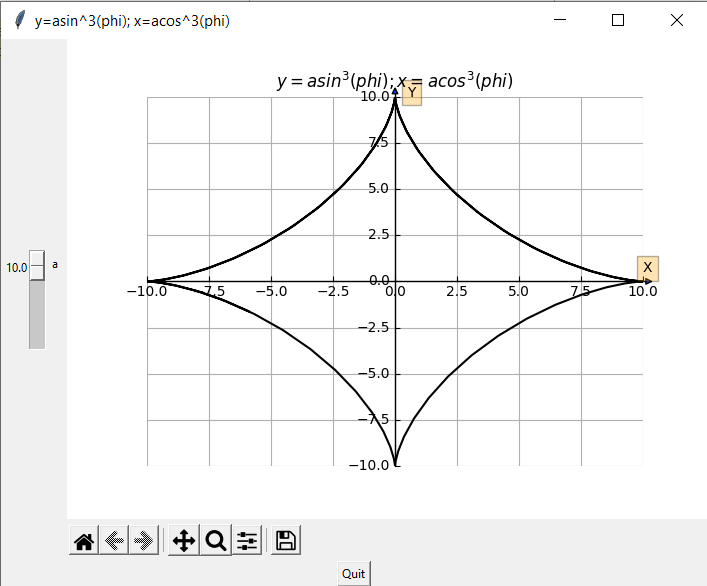 y=asin^3(phi); x=acos^3(phi)
y = asin³(phi); x = acos³(phi)
Y
10.0
7.5
5.0
2.5
X
10.0 a
0.0
−10.0 −7.5 −5.0 −2.5 0.0 2.5 5.0 7.5 10.0
−2.5
−5.0
−7.5
−10.0
Quit